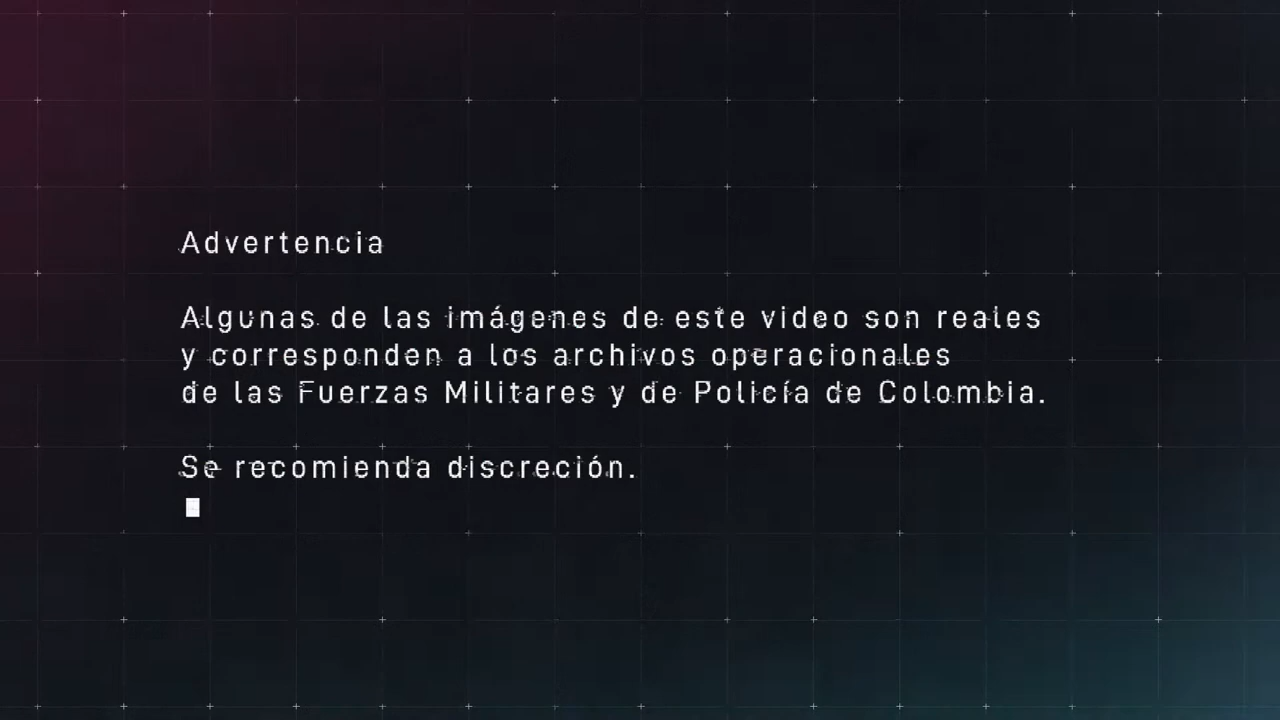 Advertencia
Algunas de las imágenes de este video son reales
y corresponden a los archivos operacionales
de las Fuerzas Militares y de Policía de Colombia.
Se recomienda discreción.